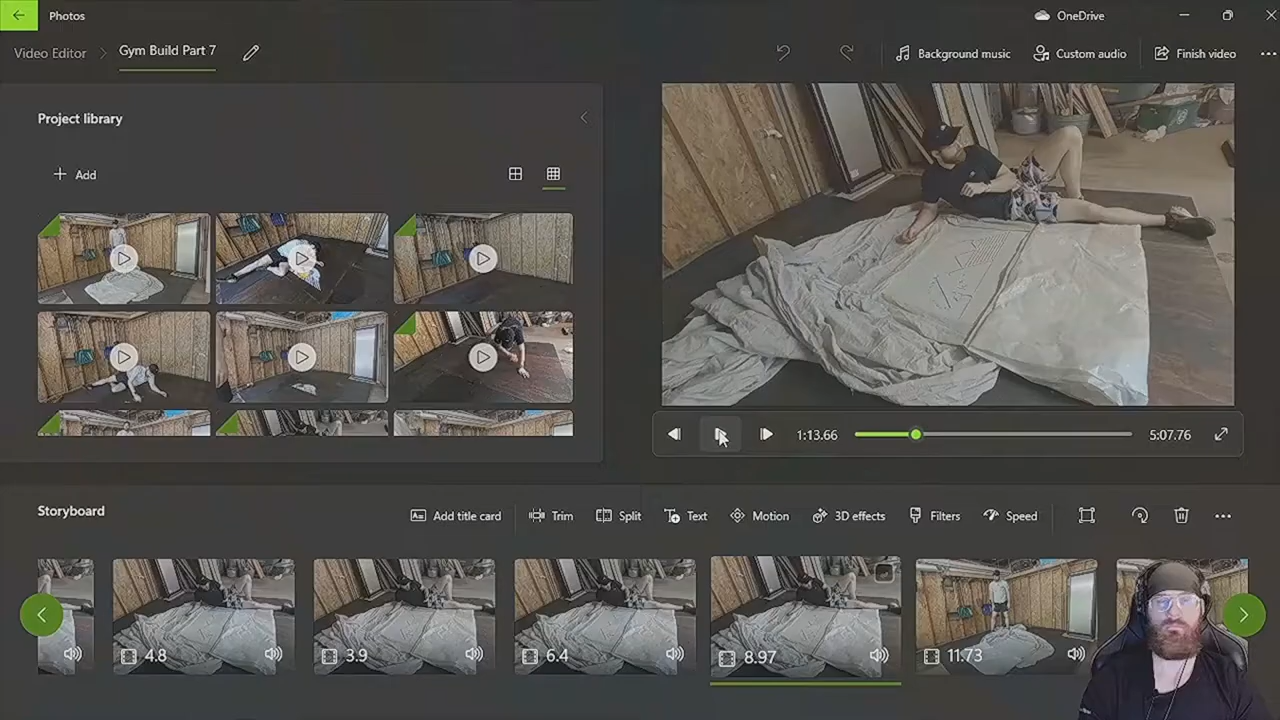 Photos
OneDrive
Video Editor
Gym Build Part 7
Background music
Custom audio
Finish video
Project library
Add
1:13.66
5:07.76
Storyboard
Add title card
Trim
Split
Text
Motion
3D effects
Filters
Speed
4.8
3.9
6.4
8.97
11.73